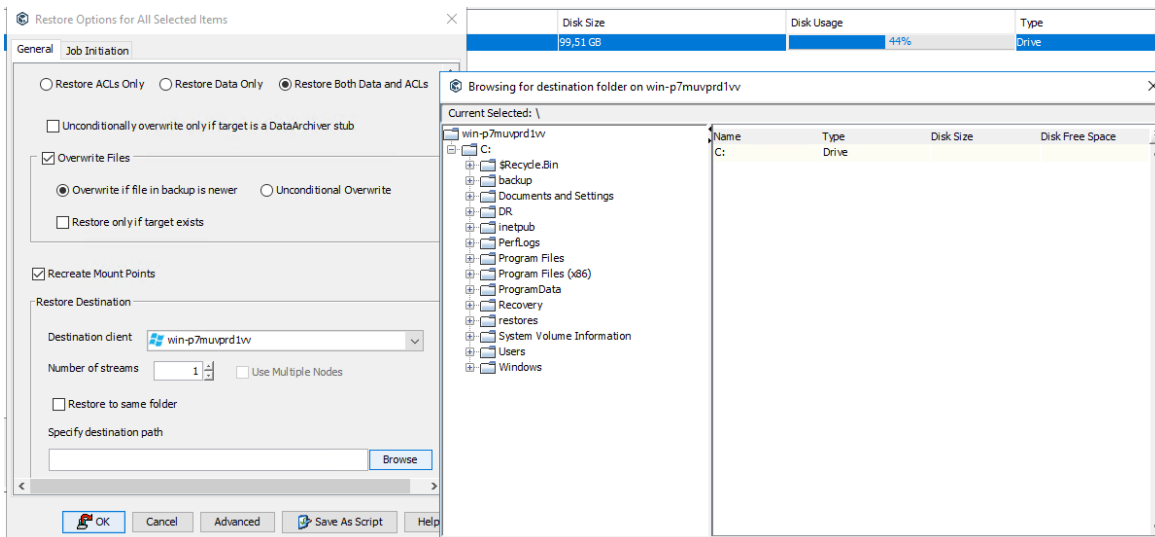 Restore Options for All Selected Items
General
Job Initiation
Restore ACLs Only
Restore Data Only
Restore Both Data and ACLs
Unconditionally overwrite only if target is a DataArchiver stub
Overwrite Files
Overwrite if file in backup is newer
Unconditional Overwrite
Restore only if target exists
Recreate Mount Points
Restore Destination
Destination client
win-p7muvprd1vv
Number of streams
1
Use Multiple Nodes
Restore to same folder
Specify destination path
Browse
OK
Cancel
Advanced
Save As Script
Help
Disk Size
Disk Usage
Type
99,51 GB
44%
Drive
Browsing for destination folder on win-p7muvprd1vv
Current Selected: \
win-p7muvprd1vv
C:
$Recycle.Bin
backup
Documents and Settings
DR
inetpub
PerfLogs
Program Files
Program Files (x86)
ProgramData
Recovery
restores
System Volume Information
Users
Windows
Name
Type
Disk Size
Disk Free Space
C:
Drive